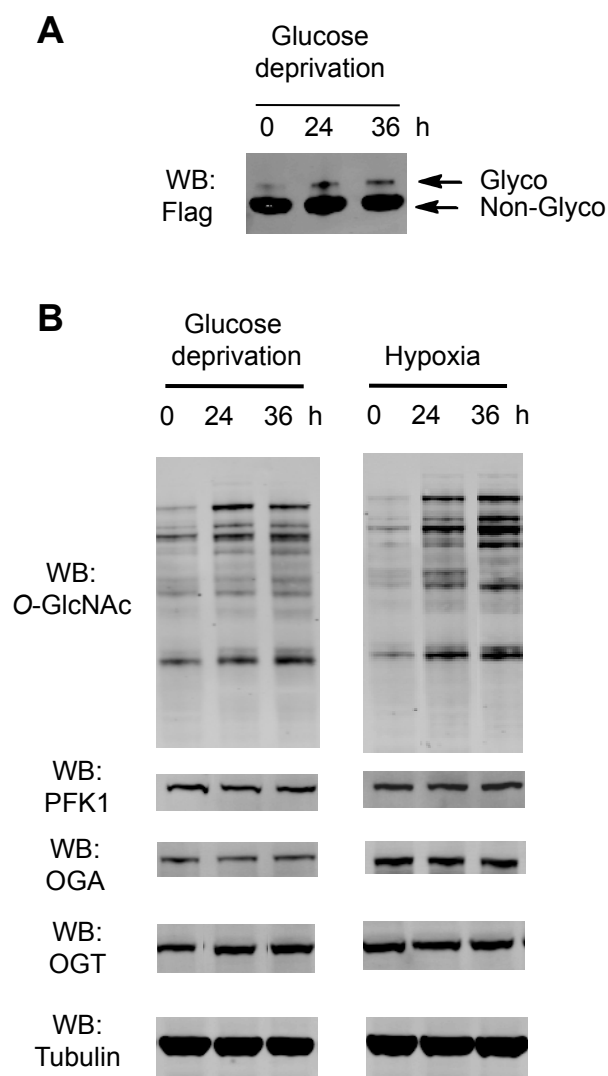 A
Glucose
deprivation
0 24 36 h
WB:
Flag
Glyco
Non-Glyco
B
Glucose
deprivation
Hypoxia
0 24 36 h
0 24 36 h
WB:
O-GlcNAc
WB:
PFK1
WB:
OGA
WB:
OGT
WB:
Tubulin